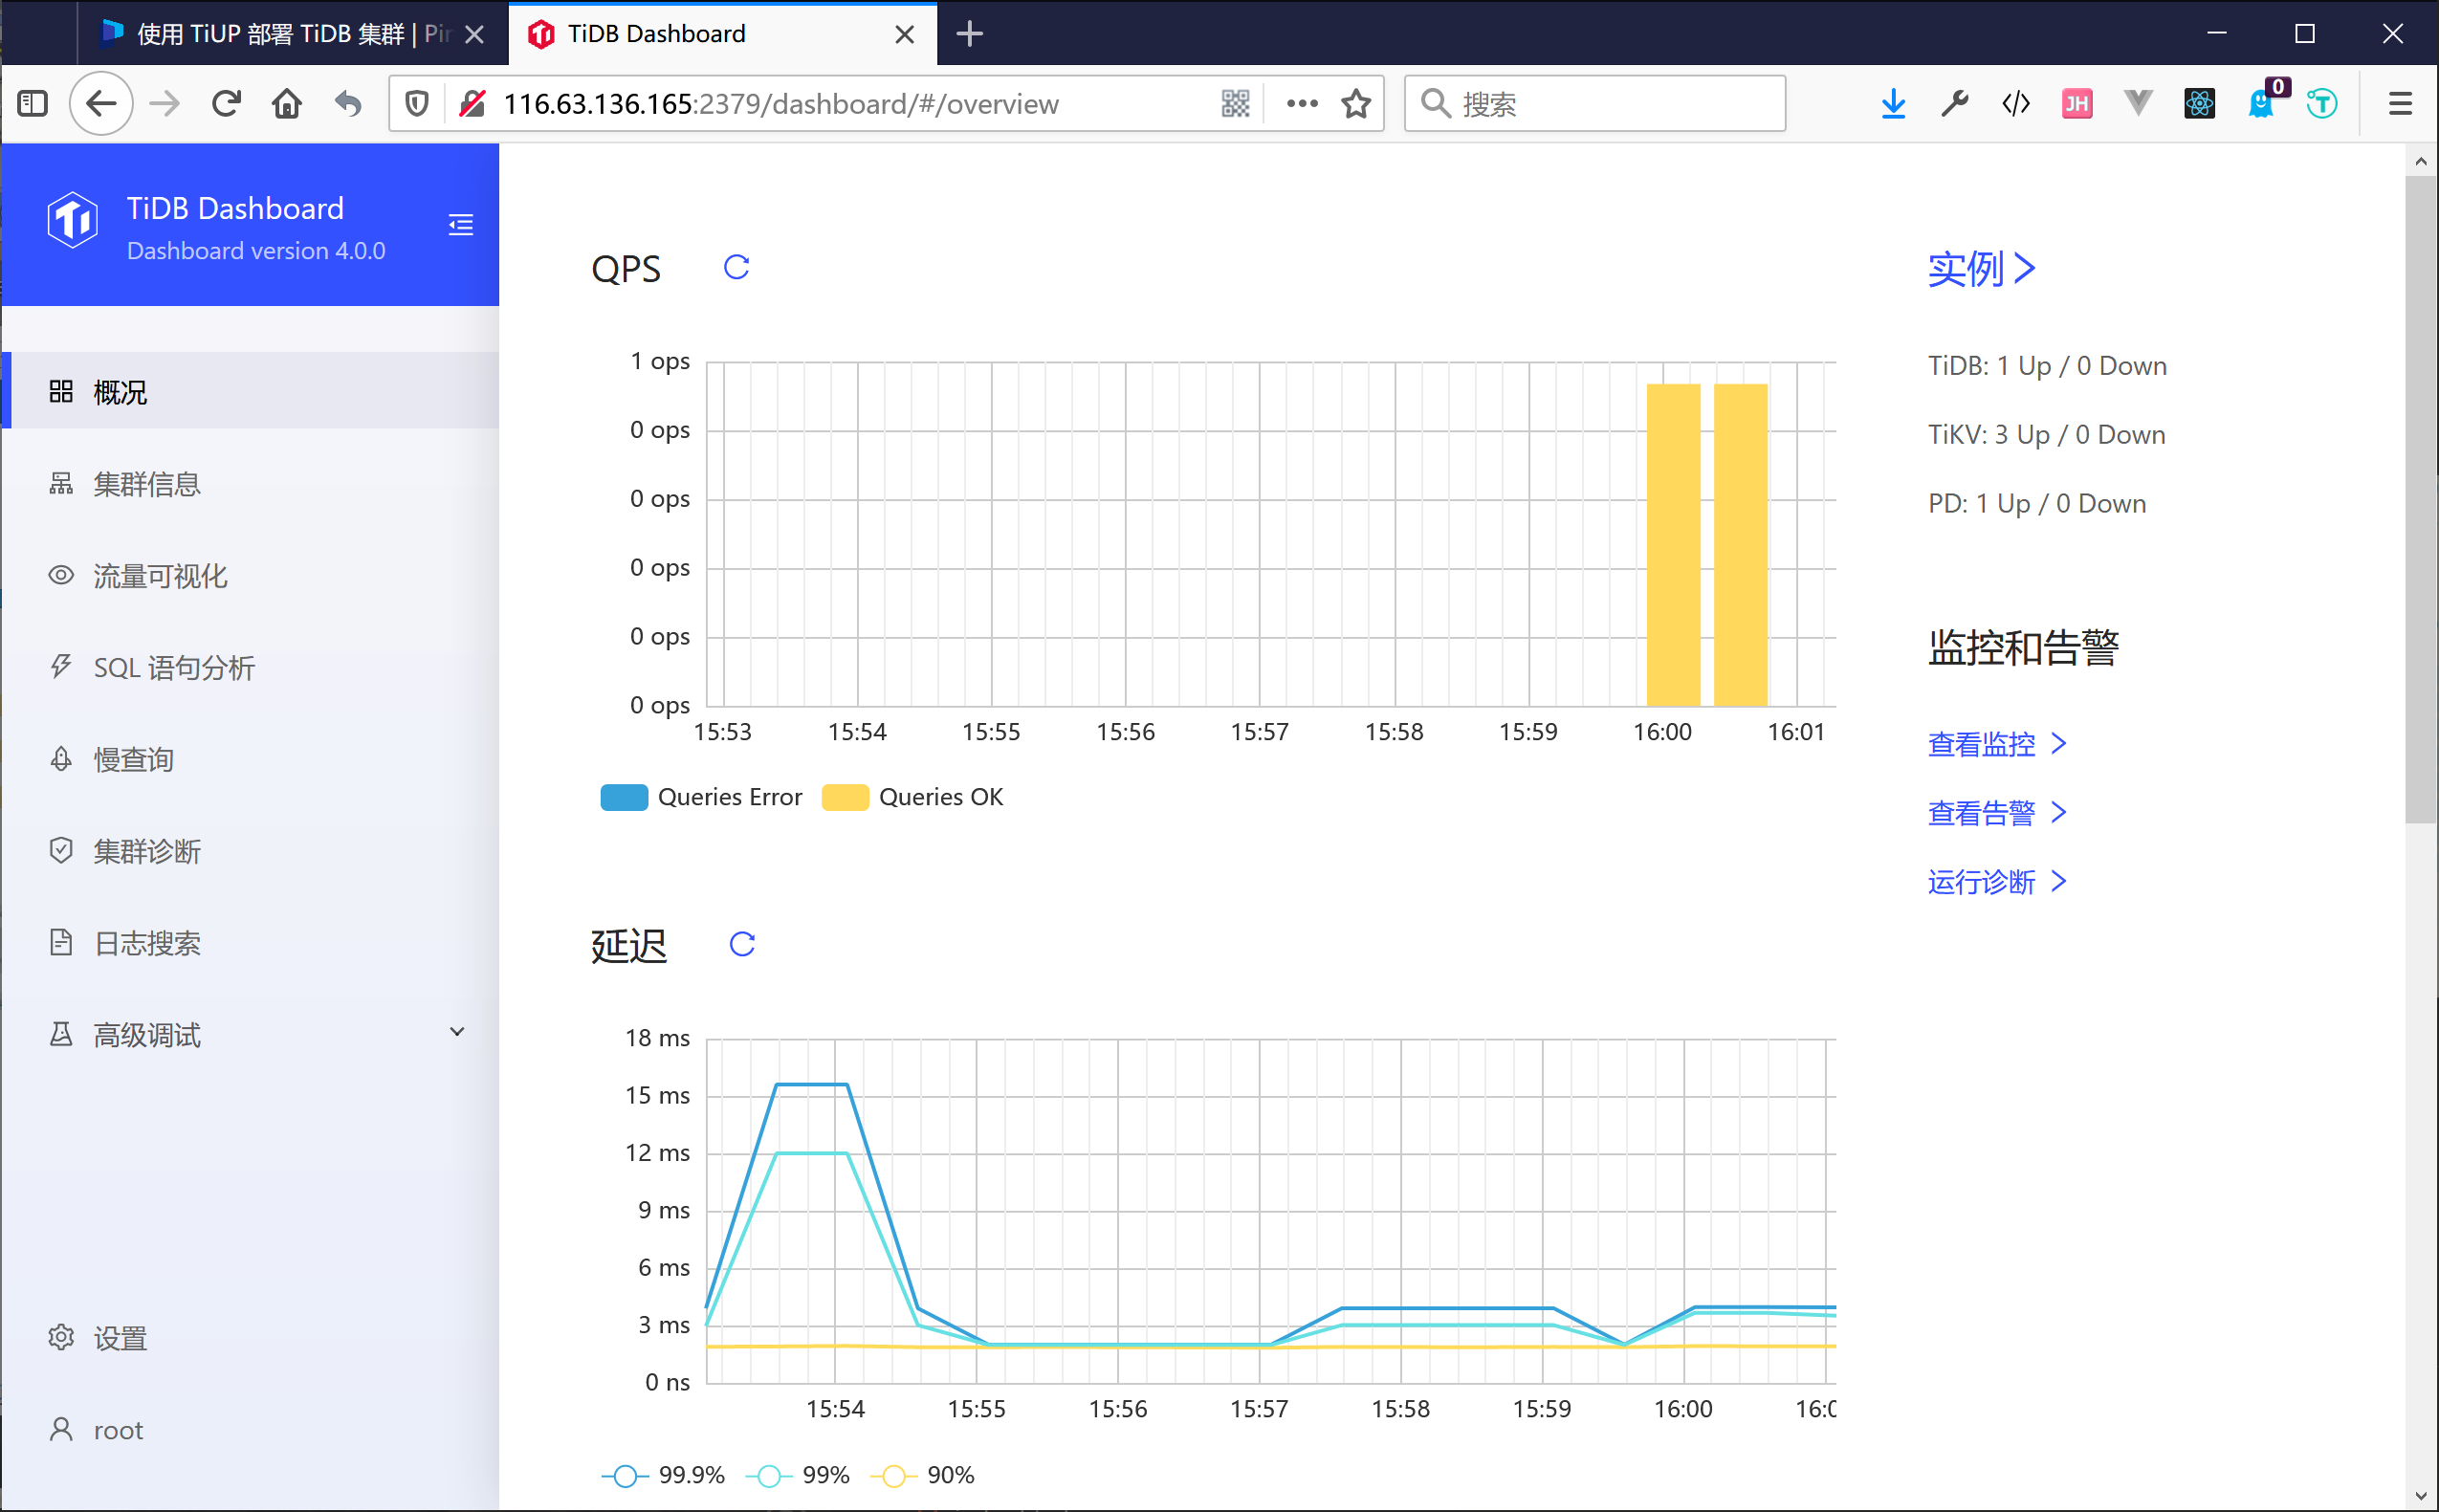 使用 TiUP 部署 TiDB 集群 | Pin
TiDB Dashboard
116.63.136.165:2379/dashboard/#/overview
搜索
JH
0
T
TiDB Dashboard
Dashboard version 4.0.0
概况
集群信息
流量可视化
SQL 语句分析
慢查询
集群诊断
日志搜索
高级调试
设置
root
QPS
1 ops
0 ops
0 ops
0 ops
0 ops
0 ops
15:53 15:54 15:55 15:56 15:57 15:58 15:59 16:00 16:01
Queries Error Queries OK
延迟
18 ms
15 ms
12 ms
9 ms
6 ms
3 ms
0 ns
15:54 15:55 15:56 15:57 15:58 15:59 16:00
99.9% 99% 90%
实例
TiDB: 1 Up / 0 Down
TiKV: 3 Up / 0 Down
PD: 1 Up / 0 Down
监控和告警
查看监控
查看告警
运行诊断